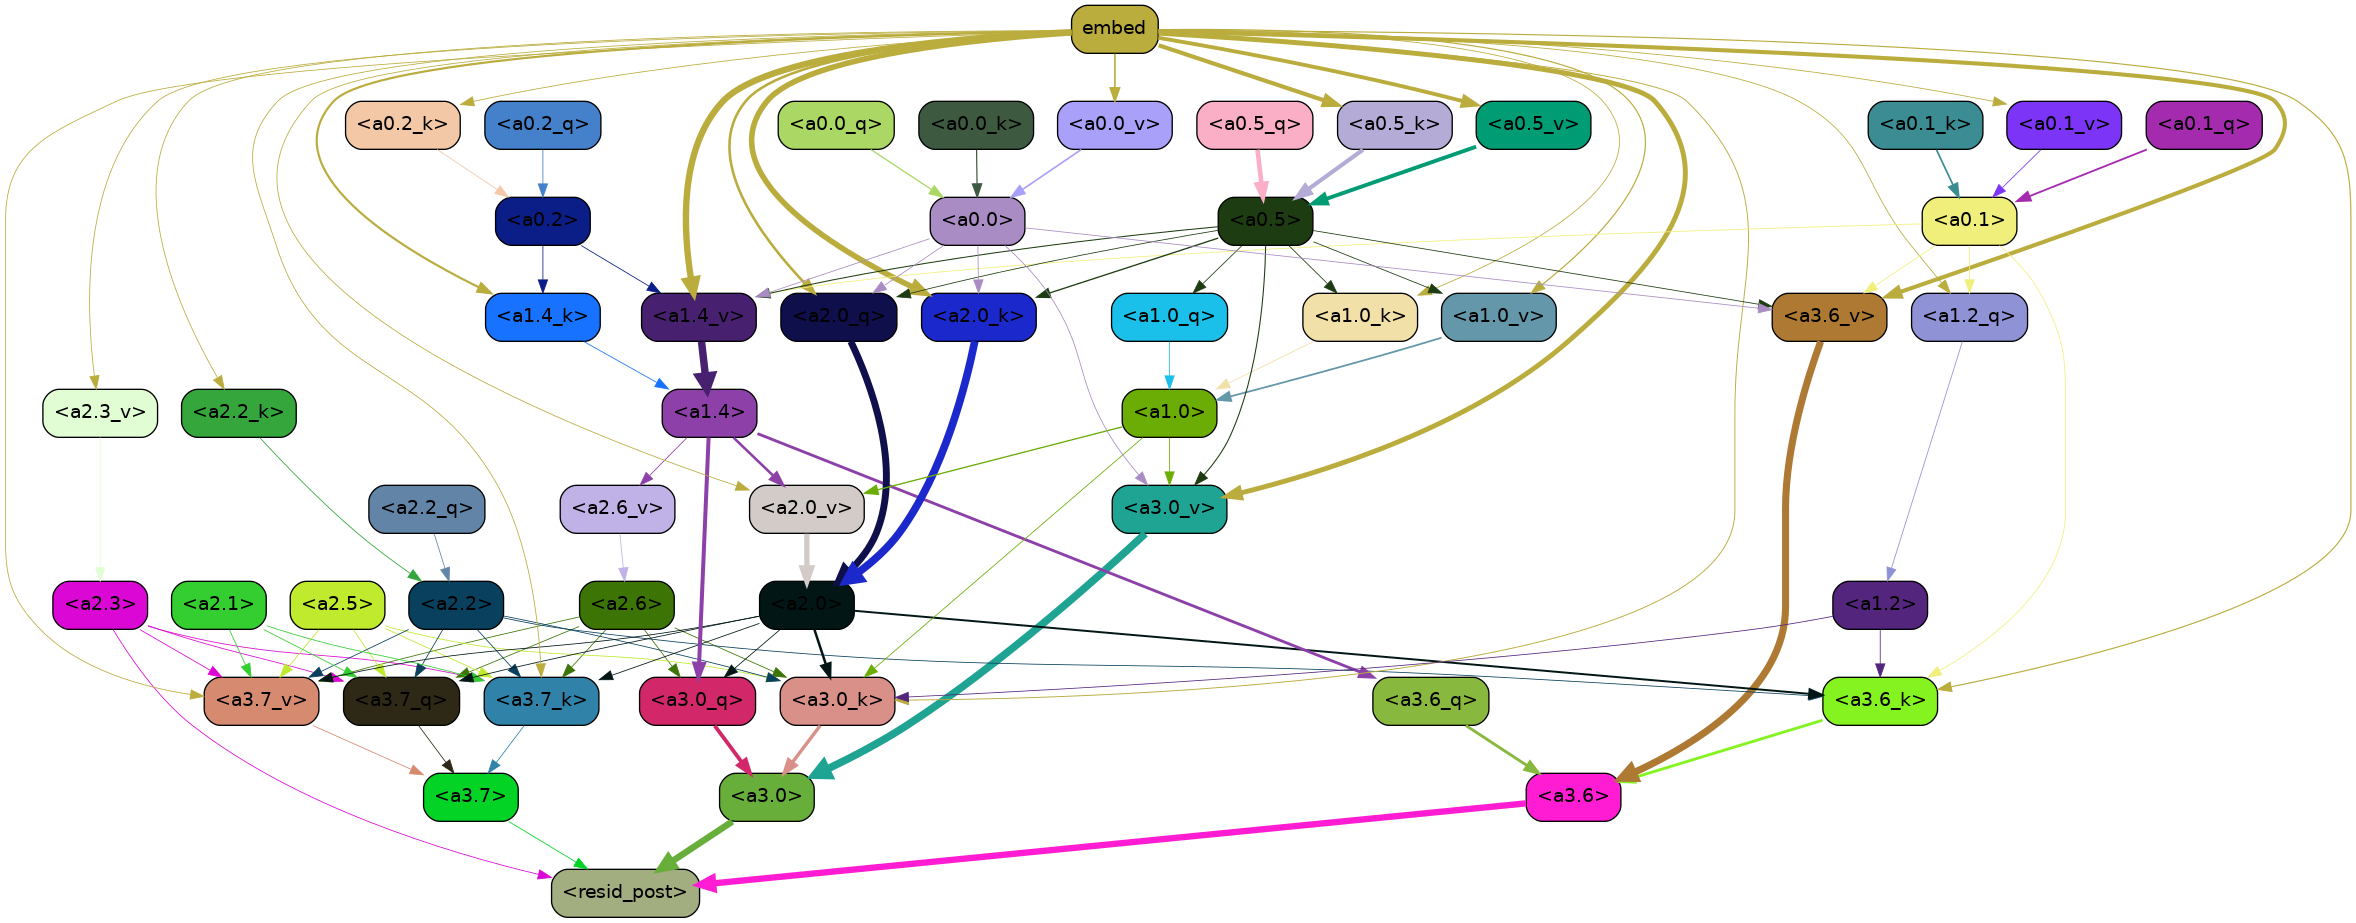 embed
<a0.2_k>
<a0.2_q>
<a0.0_q>
<a0.0_k>
<a0.0_v>
<a0.5_q>
<a0.5_k>
<a0.5_v>
<a0.1_k>
<a0.1_v>
<a0.1_q>
<a0.2>
<a0.0>
<a0.5>
<a0.1>
<a1.4_k>
<a1.4_v>
<a2.0_q>
<a2.0_k>
<a1.0_q>
<a1.0_k>
<a1.0_v>
<a3.6_v>
<a1.2_q>
<a2.3_v>
<a2.2_k>
<a1.4>
<a1.0>
<a2.2_q>
<a2.6_v>
<a2.0_v>
<a3.0_v>
<a2.3>
<a2.1>
<a2.5>
<a2.2>
<a2.6>
<a2.0>
<a1.2>
<a3.7_v>
<a3.7_q>
<a3.7_k>
<a3.0_q>
<a3.0_k>
<a3.6_q>
<a3.6_k>
<a3.7>
<a3.0>
<a3.6>
<resid_post>